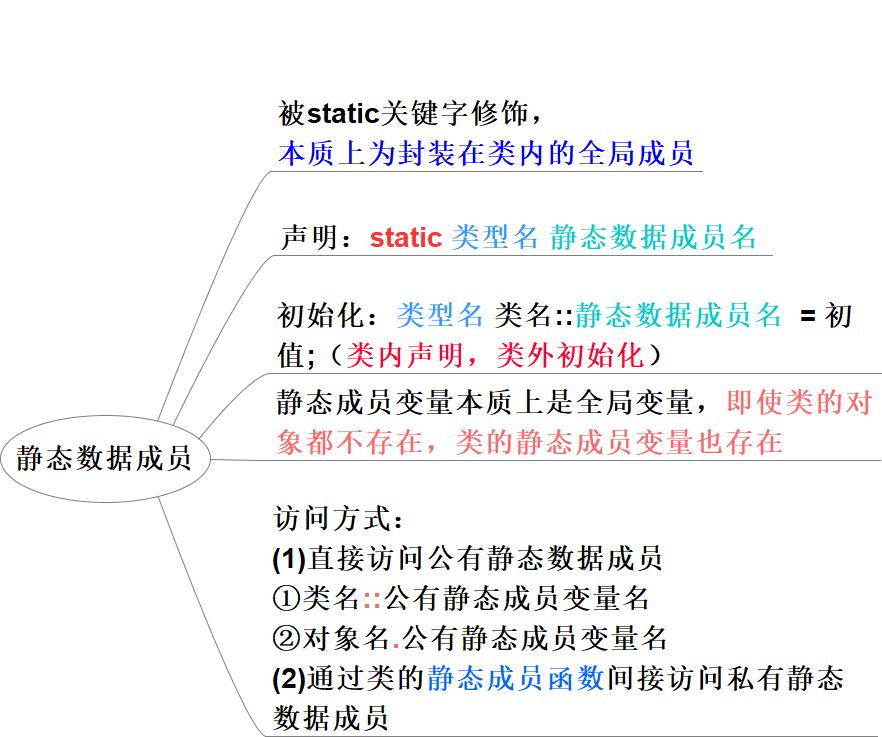 被static关键字修饰，
本质上为封装在类内的全局成员
声明：static 类型名 静态数据成员名
初始化：类型名 类名::静态数据成员名 = 初
值;（类内声明，类外初始化）
静态成员变量本质上是全局变量，即使类的对
象都不存在，类的静态成员变量也存在
静态数据成员
访问方式：
(1)直接访问公有静态数据成员
①类名::公有静态成员变量名
②对象名.公有静态成员变量名
(2)通过类的静态成员函数间接访问私有静态
数据成员